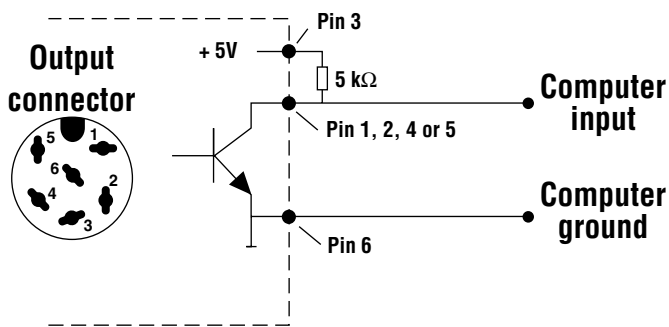 Pin 3
+ 5V
Output
connector
5 kΩ
Computer
input
Pin 1, 2, 4 or 5
5
1
6
2
4
3
Computer
ground
Pin 6